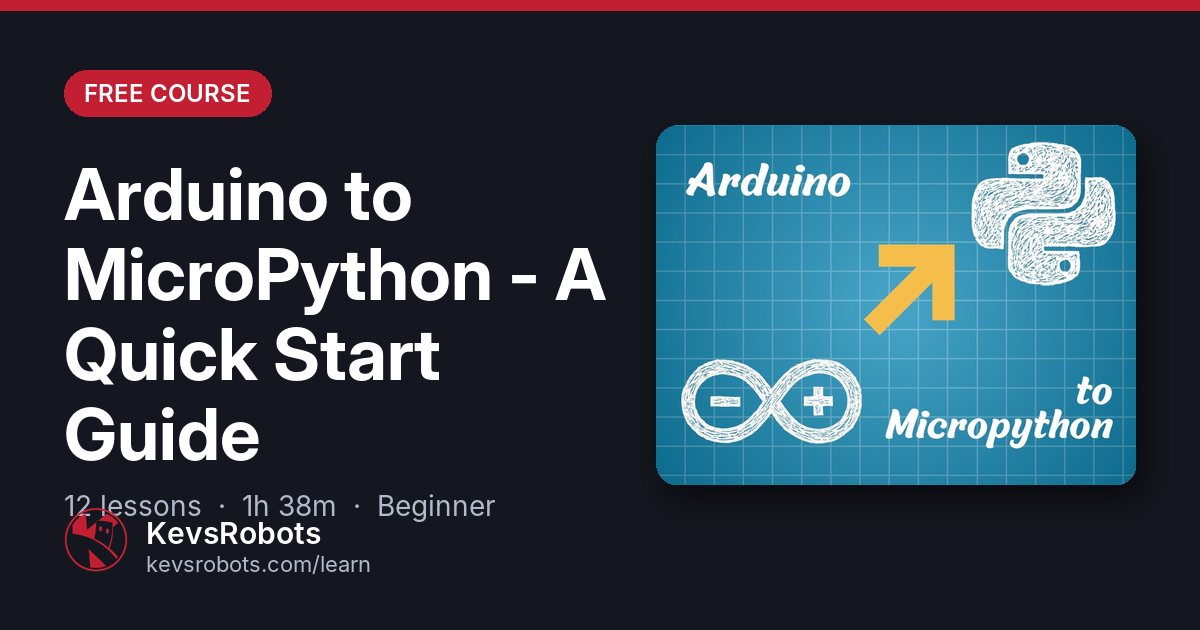 FREE COURSE
Arduino to
MicroPython - A
Quick Start
Guide
12 lessons · 1h 38m · Beginner
KevsRobots
kevsrobots.com/learn
Arduino
to
Micropython